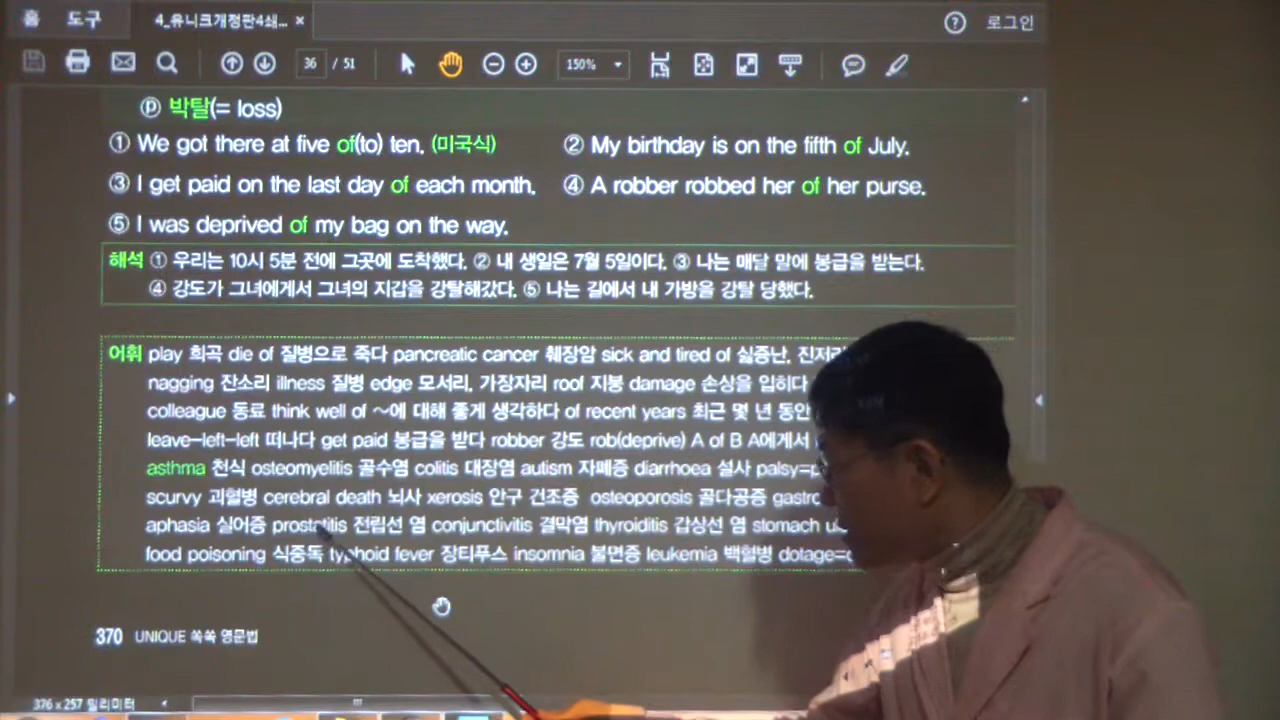 홈 도구 4_유니크개정판4쇄... × ? 로그인
36 / 51 150%
ⓟ 박탈(= loss)
① We got there at five of(to) ten. (미국식) ② My birthday is on the fifth of July.
③ I get paid on the last day of each month. ④ A robber robbed her of her purse.
⑤ I was deprived of my bag on the way.
해석 ① 우리는 10시 5분 전에 그곳에 도착했다. ② 내 생일은 7월 5일이다. ③ 나는 매달 말에 봉급을 받는다.
④ 강도가 그녀에게서 그녀의 지갑을 강탈해갔다. ⑤ 나는 길에서 내 가방을 강탈 당했다.
어휘 play 희곡 die of 질병으로 죽다 pancreatic cancer 췌장암 sick and tired of 싫증난, 진저리
nagging 잔소리 illness 질병 edge 모서리, 가장자리 roof 지붕 damage 손상을 입히다
colleague 동료 think well of ~에 대해 좋게 생각하다 of recent years 최근 몇 년 동안
leave-left-left 떠나다 get paid 봉급을 받다 robber 강도 rob(deprive) A of B A에게서
asthma 천식 osteomyelitis 골수염 colitis 대장염 autism 자폐증 diarrhoea 설사 palsy=p
scurvy 괴혈병 cerebral death 뇌사 xerosis 안구 건조증 osteoporosis 골다공증 gastro
aphasia 실어증 prostatitis 전립선 염 conjunctivitis 결막염 thyroiditis 갑상선 염 stomach
food poisoning 식중독 typhoid fever 장티푸스 insomnia 불면증 leukemia 백혈병 dotage=
370 UNIQUE 쏙쏙 영문법
376 x 257 밀리미터